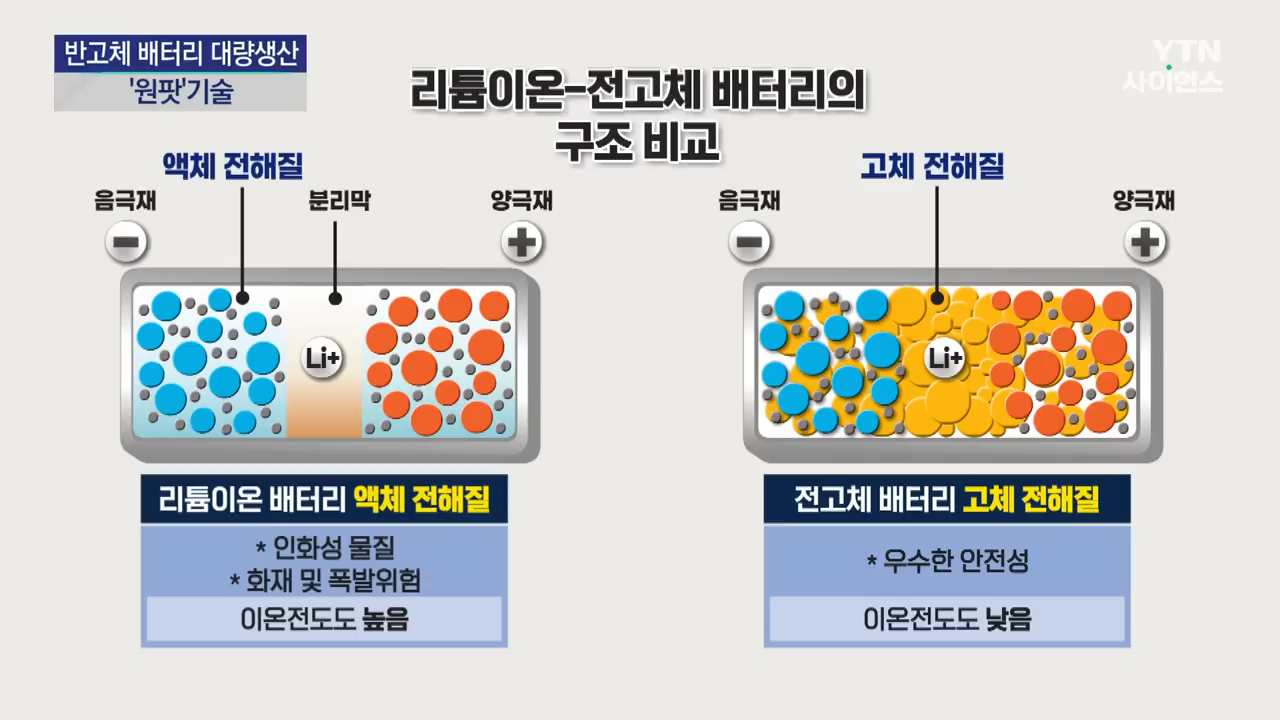 반고체 배터리 대량생산
'원팟'기술
YTN
사이언스
리튬이온-전고체 배터리의
구조 비교
액체 전해질
음극재
분리막
양극재
Li+
리튬이온 배터리 액체 전해질
* 인화성 물질
* 화재 및 폭발위험
이온전도도 높음
고체 전해질
음극재
양극재
Li+
전고체 배터리 고체 전해질
* 우수한 안전성
이온전도도 낮음